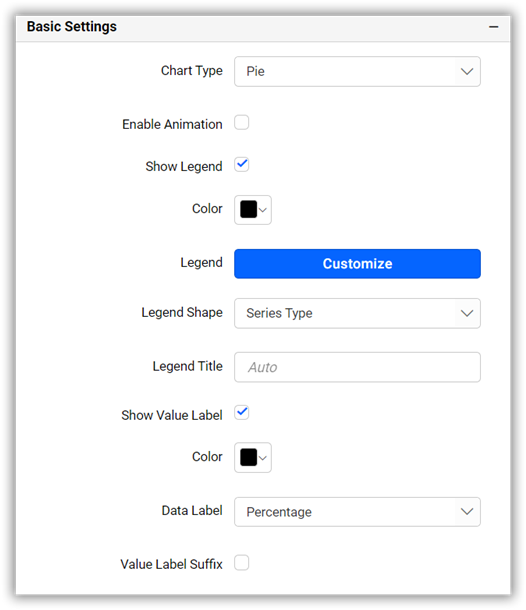 Basic Settings
Chart Type Pie
Enable Animation
Show Legend
Color
Legend Customize
Legend Shape Series Type
Legend Title Auto
Show Value Label
Color
Data Label Percentage
Value Label Suffix